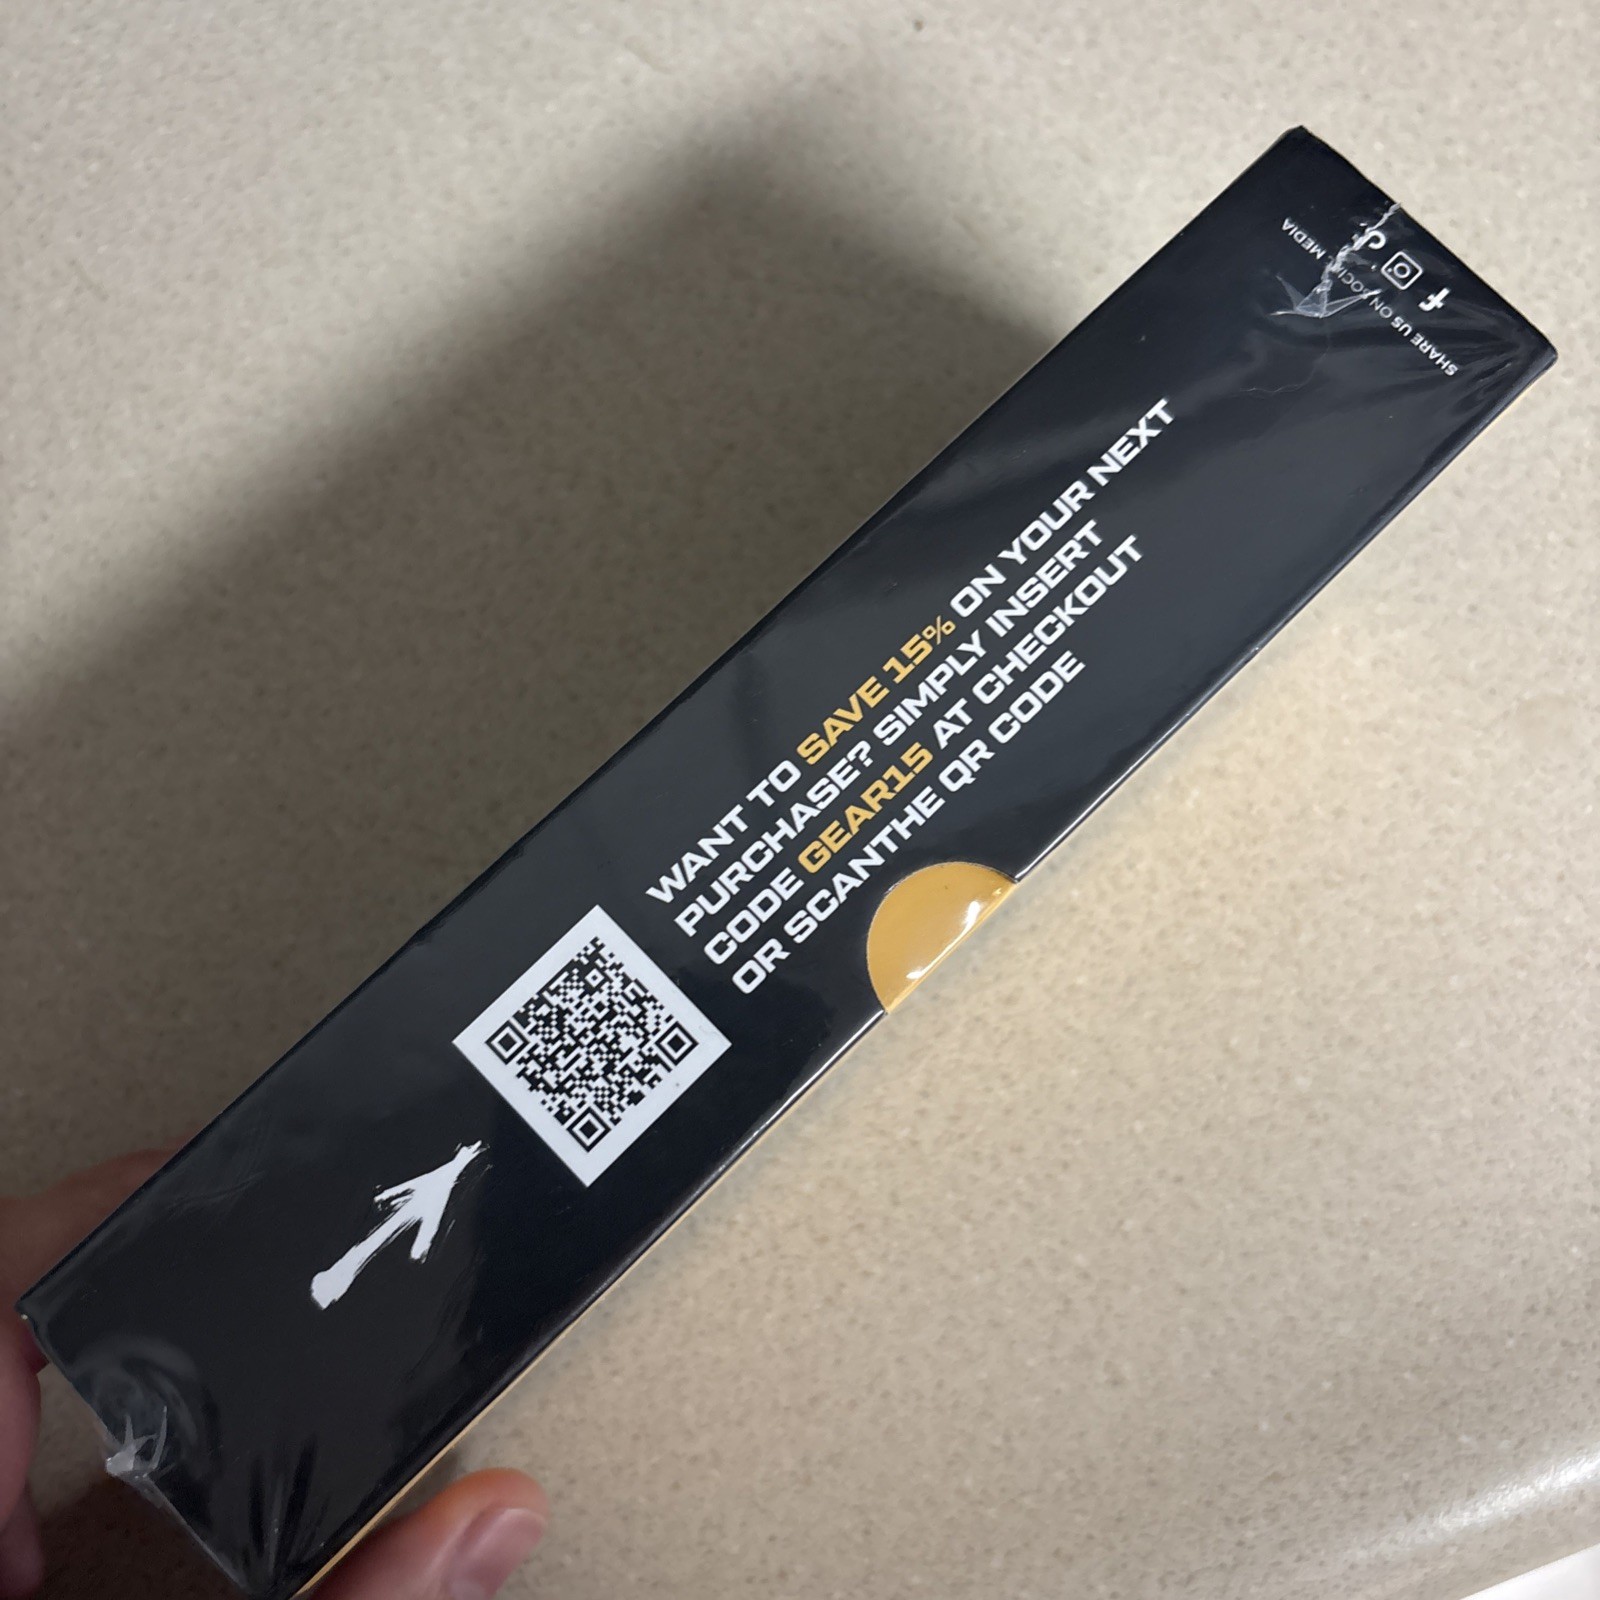 WANT TO SAVE 15% ON YOUR NEXT
PURCHASE? SIMPLY INSERT
CODE GEAR15 AT CHECKOUT
OR SCANTHE QR CODE
SHARE US ON SOCIAL MEDIA